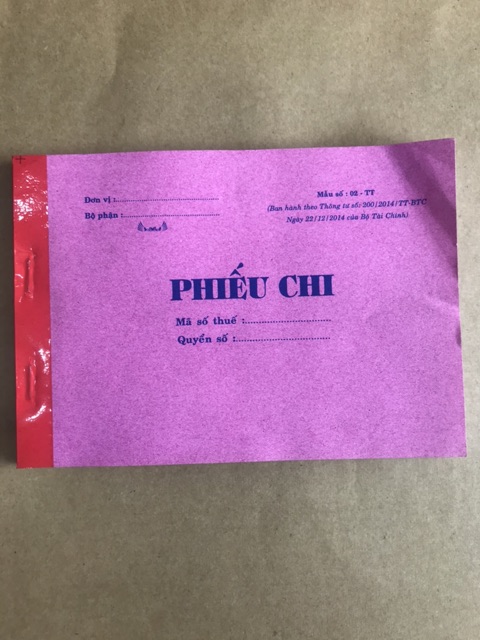 Đơn vị :
Bộ phận :
Mẫu số : 02 - TT
(Ban hành theo Thông tư số: 200/2014/TT-BTC
Ngày 22/12/2014 của Bộ Tài Chính)
PHIẾU CHI
Mã số thuế :
Quyển số :